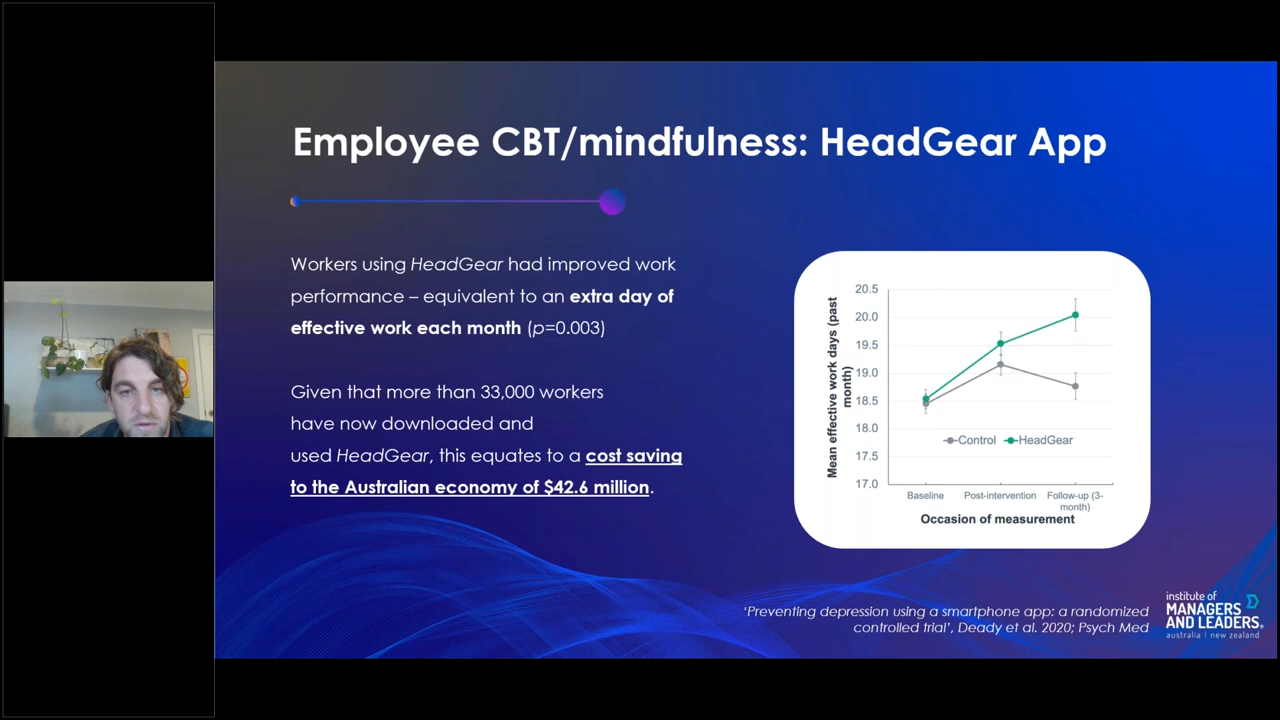 Employee CBT/mindfulness: HeadGear App
Workers using HeadGear had improved work
performance – equivalent to an extra day of
effective work each month (p=0.003)
Given that more than 33,000 workers
have now downloaded and
used HeadGear, this equates to a cost saving
to the Australian economy of $42.6 million.
Mean effective work days (past
month)
20.5
20.0
19.5
19.0
18.5
18.0
17.5
17.0
Control
HeadGear
Baseline
Post-intervention
Follow-up (3-
month)
Occasion of measurement
‘Preventing depression using a smartphone app: a randomized
controlled trial’, Deady et al. 2020; Psych Med
institute of
MANAGERS
AND LEADERS®
australia | new zealand